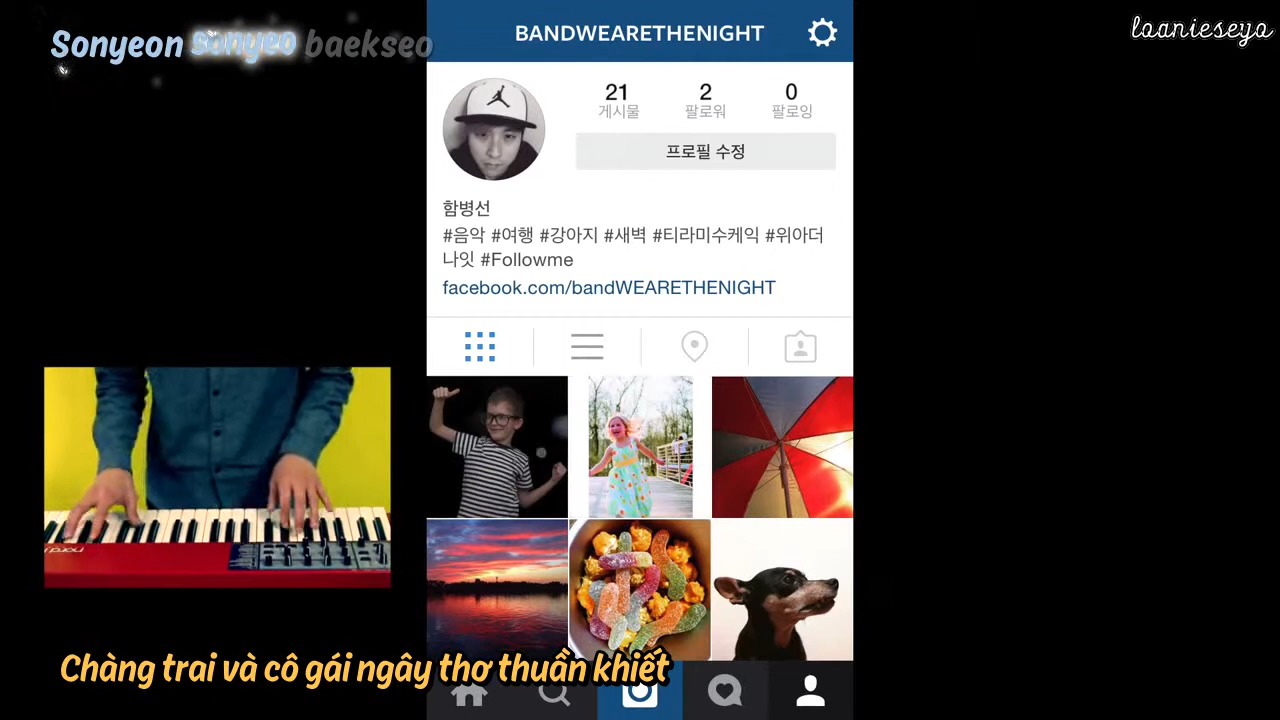 Sonyeon sonyeo baekseo
BANDWEARETHENIGHT
loanieseyo
21
2
0
게시물
팔로워
팔로잉
프로필 수정
함병선
#음악 #여행 #강아지 #새벽 #티라미수케익 #위아더
나잇 #Followme
facebook.com/bandWEARETHENIGHT
nord
Chàng trai và cô gái ngây thơ thuần khiết